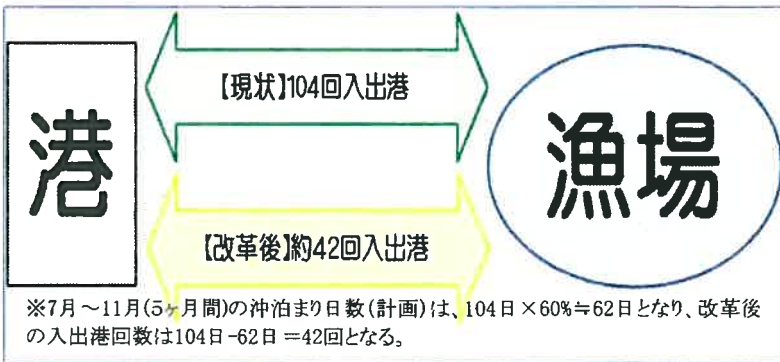 【現状】104回入出港
港
漁場
【改革後】約42回入出港
※7月～11月(5ヶ月間)の沖泊まり日数(計画)は、104日×60%≒62日となり、改革後
の入出港回数は104日-62日＝42回となる。